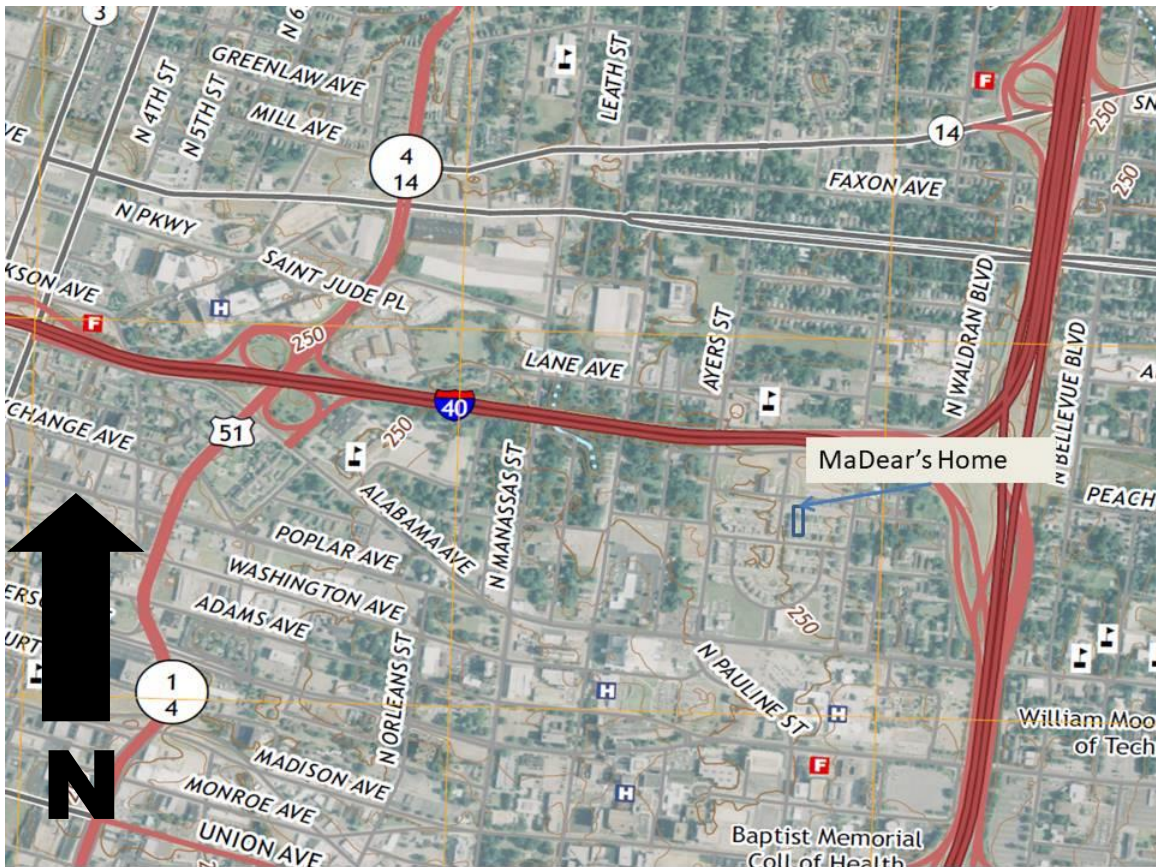 3
N 6
GREENLAW AVE
N 4TH ST
N 5TH ST
MILL AVE
LEATH ST
F
14
SN
250
VE
4
14
FAXON AVE
250
N PKWY
SAINT JUDE PL
KSON AVE
H
F
250
LANE AVE
AYERS ST
N WALDRAN BLVD
N BELLEVUE BLVD
A
40
51
CHANGE AVE
250
MaDear's Home
PEACH
ALABAMA AVE
N MANASSAS ST
POPLAR AVE
WASHINGTON AVE
ADAMS AVE
ERSO
URT
250
N ORLEANS ST
N PAULINE ST
1
4
H
H
William Moo
of Tech
N
MADISON AVE
MONROE AVE
F
H
UNION AVE
Baptist Memorial
Coll of Health